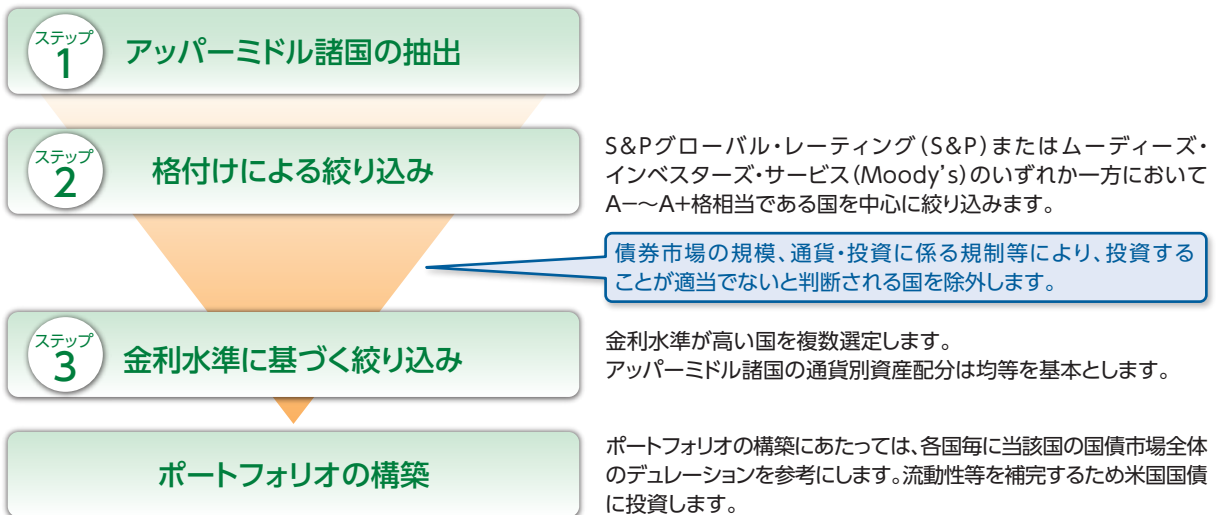 ステップ
1
アッパーミドル諸国の抽出
ステップ
2
格付けによる絞り込み
S&Pグローバル・レーティング(S&P)またはムーディーズ・
インベスターズ・サービス(Moody's)のいずれか一方において
A－～A+格相当である国を中心に絞り込みます。
債券市場の規模、通貨・投資に係る規制等により、投資する
ことが適当でないと判断される国を除外します。
ステップ
3
金利水準に基づく絞り込み
金利水準が高い国を複数選定します。
アッパーミドル諸国の通貨別資産配分は均等を基本とします。
ポートフォリオの構築
ポートフォリオの構築にあたっては、各国毎に当該国の国債市場全体
のデュレーションを参考にします。流動性等を補完するため米国国債
に投資します。